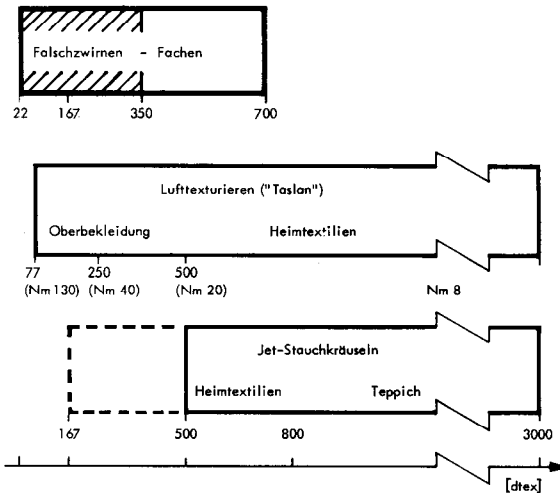 Falschzwirnen - Fachen
22 167 350 700
Lufttexturieren ("Taslan")
Oberbekleidung Heimtextilien
77 250 500
(Nm 130) (Nm 40) (Nm 20) Nm 8
Jet-Stauchkräuseln
Heimtextilien Teppich
167 500 800 3000
[dtex]